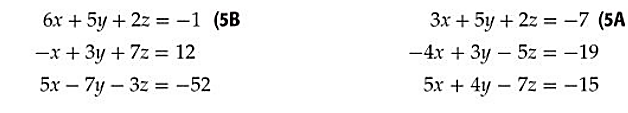 6x + 5y + 2z = −1 (5B
−x + 3y + 7z = 12
5x − 7y − 3z = −52
3x + 5y + 2z = −7 (5A
−4x + 3y − 5z = −19
5x + 4y − 7z = −15